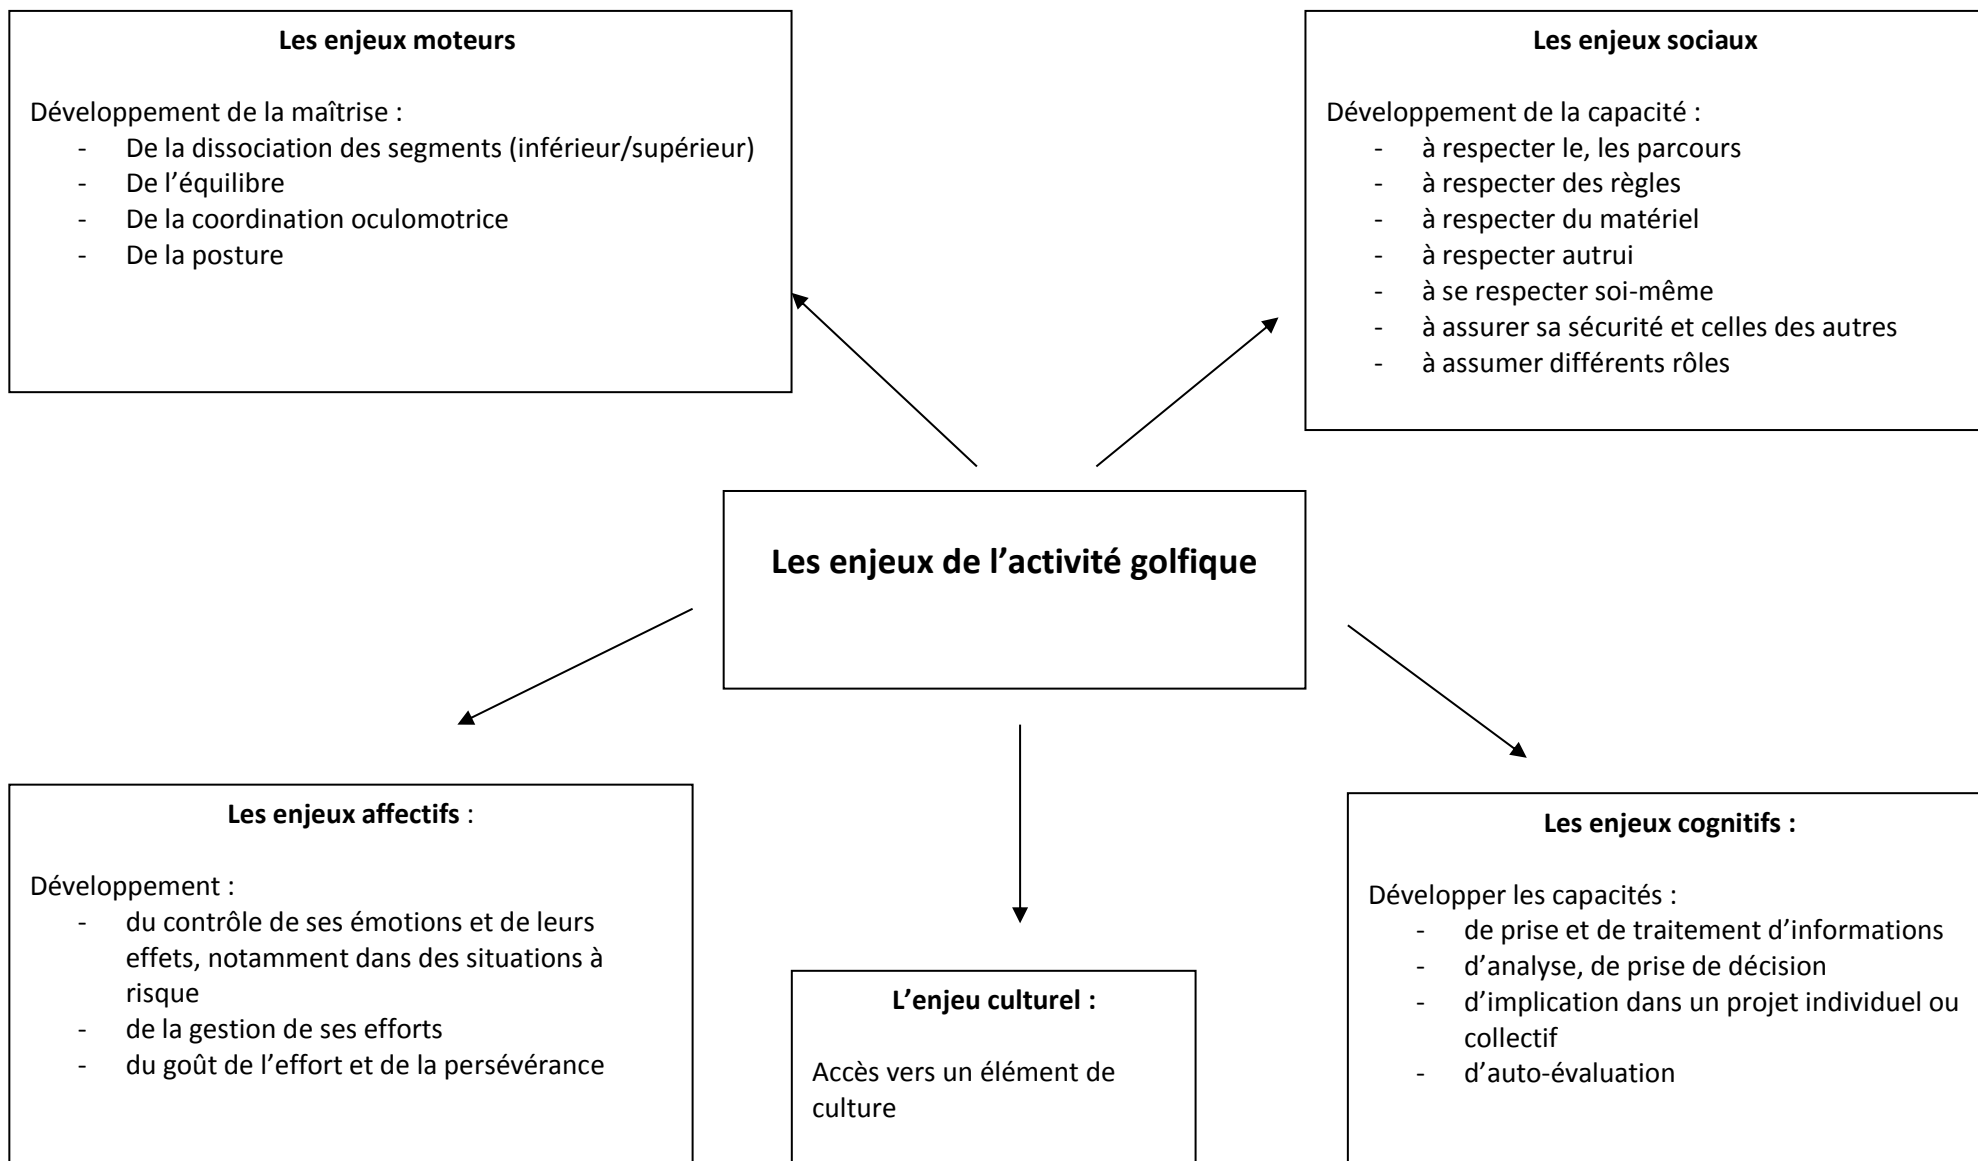 Les enjeux moteurs
Développement de la maîtrise :
- De la dissociation des segments (inférieur/supérieur)
- De l’équilibre
- De la coordination oculomotrice
- De la posture
Les enjeux sociaux
Développement de la capacité :
- à respecter le, les parcours
- à respecter des règles
- à respecter du matériel
- à respecter autrui
- à se respecter soi-même
- à assurer sa sécurité et celles des autres
- à assumer différents rôles
Les enjeux de l’activité golfique
Les enjeux affectifs :
Développement :
- du contrôle de ses émotions et de leurs
effets, notamment dans des situations à
risque
- de la gestion de ses efforts
- du goût de l’effort et de la persévérance
L’enjeu culturel :
Accès vers un élément de
culture
Les enjeux cognitifs :
Développer les capacités :
- de prise et de traitement d’informations
- d’analyse, de prise de décision
- d’implication dans un projet individuel ou
collectif
- d’auto-évaluation